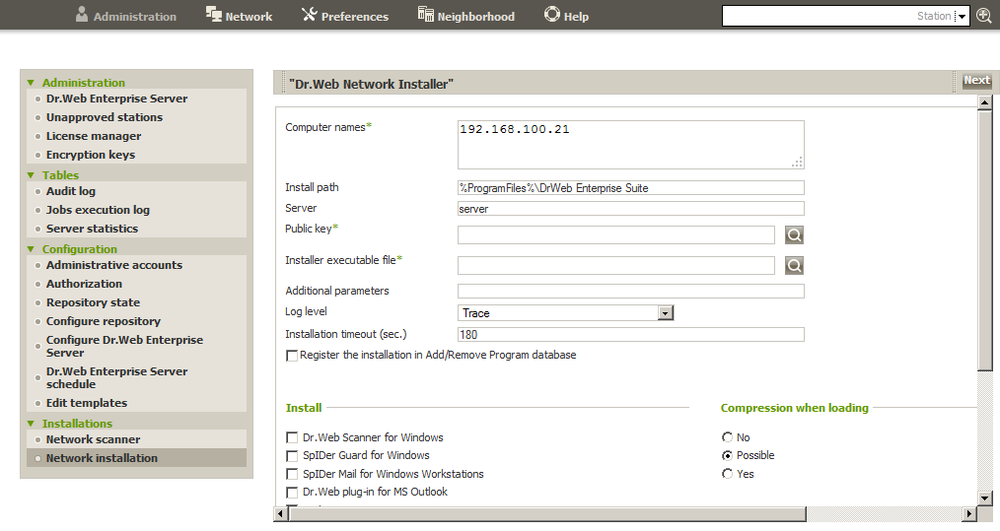 Administration
Network
Preferences
Neighborhood
Help
Station
Administration
Dr.Web Enterprise Server
Unapproved stations
License manager
Encryption keys
Tables
Audit log
Jobs execution log
Server statistics
Configuration
Administrative accounts
Authorization
Repository state
Configure repository
Configure Dr.Web Enterprise
Server
Dr.Web Enterprise Server
schedule
Edit templates
Installations
Network scanner
Network installation
"Dr.Web Network Installer"
Next
Computer names*
192.168.100.21
Install path
%ProgramFiles%\DrWeb Enterprise Suite
Server
server
Public key*
Installer executable file*
Additional parameters
Log level
Trace
Installation timeout (sec.)
180
Register the installation in Add/Remove Program database
Install
Dr.Web Scanner for Windows
SpIDer Guard for Windows
SpIDer Mail for Windows Workstations
Dr.Web plug-in for MS Outlook
Compression when loading
No
Possible
Yes